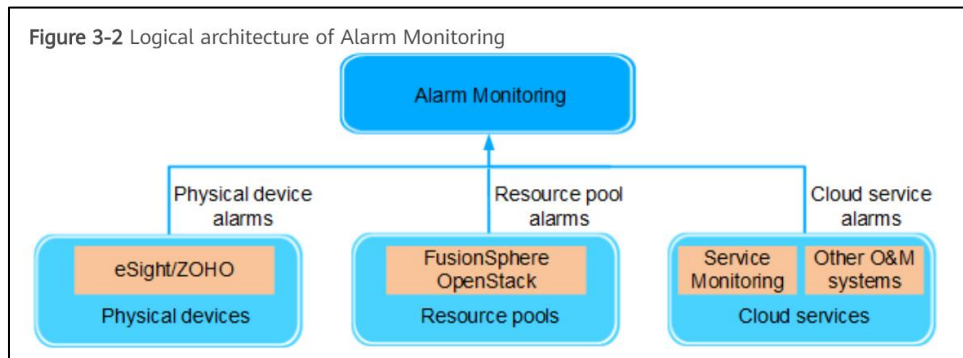 Figure 3-2 Logical architecture of Alarm Monitoring
Alarm Monitoring
Physical device
alarms
Resource pool
alarms
Cloud service
alarms
eSight/ZOHO
Physical devices
FusionSphere
OpenStack
Resource pools
Service
Monitoring
Other O&M
systems
Cloud services